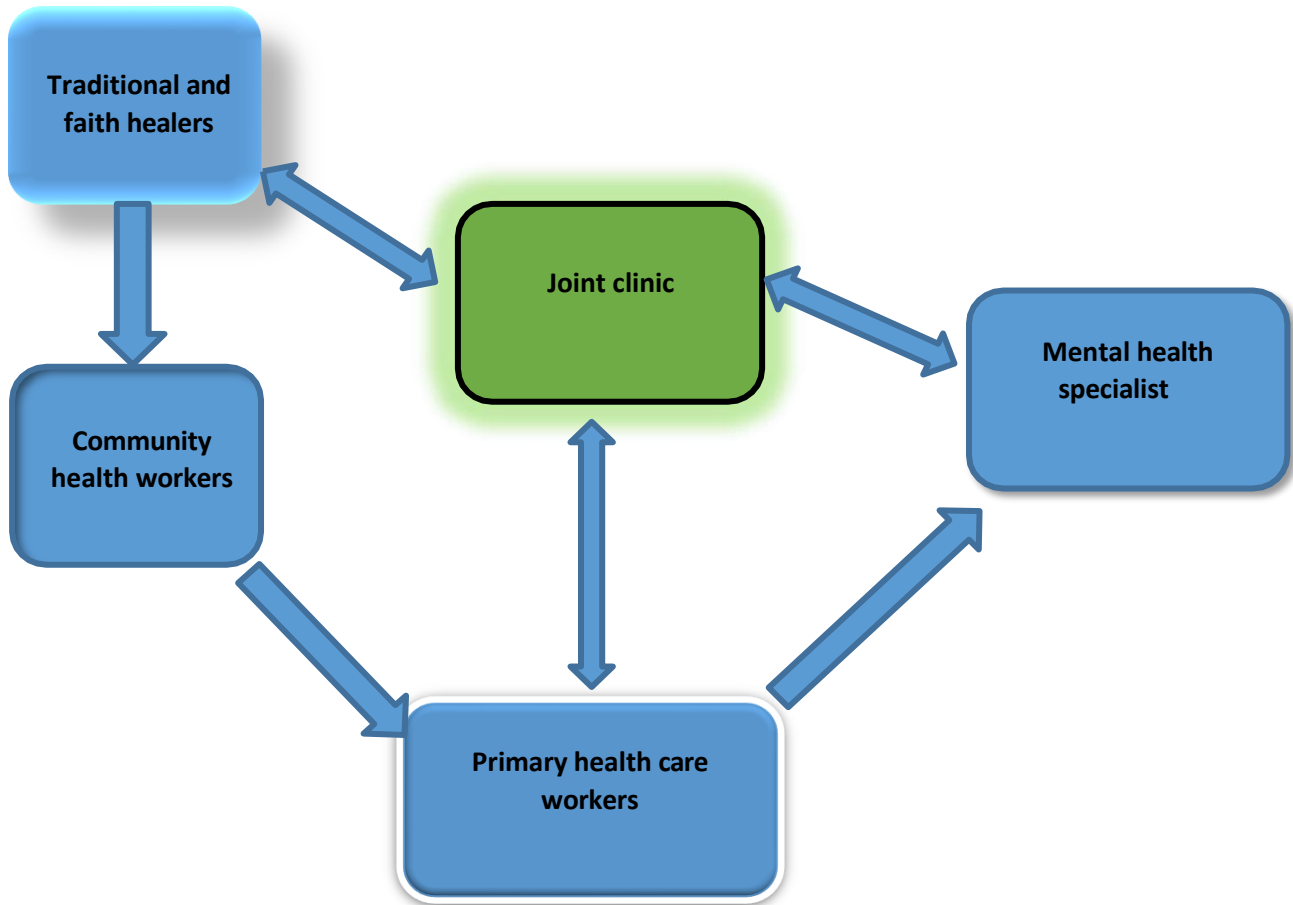 Traditional and
faith healers
Joint clinic
Mental health
specialist
Community
health workers
Primary health care
workers